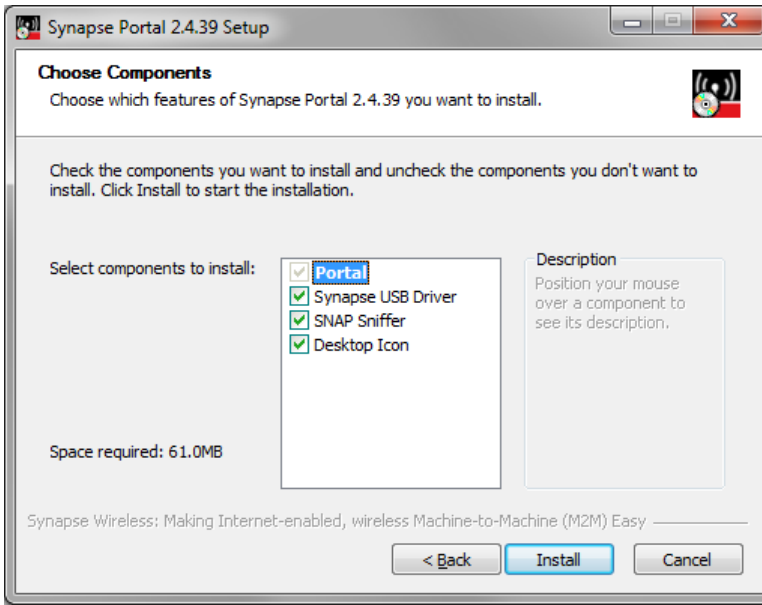 Synapse Portal 2.4.39 Setup
Choose Components
Choose which features of Synapse Portal 2.4.39 you want to install.
Check the components you want to install and uncheck the components you don't want to
install. Click Install to start the installation.
Select components to install:
Portal
Synapse USB Driver
SNAP Sniffer
Desktop Icon
Description
Position your mouse
over a component to
see its description.
Space required: 61.0MB
Synapse Wireless: Making Internet-enabled, wireless Machine-to-Machine (M2M) Easy
< Back
Install
Cancel